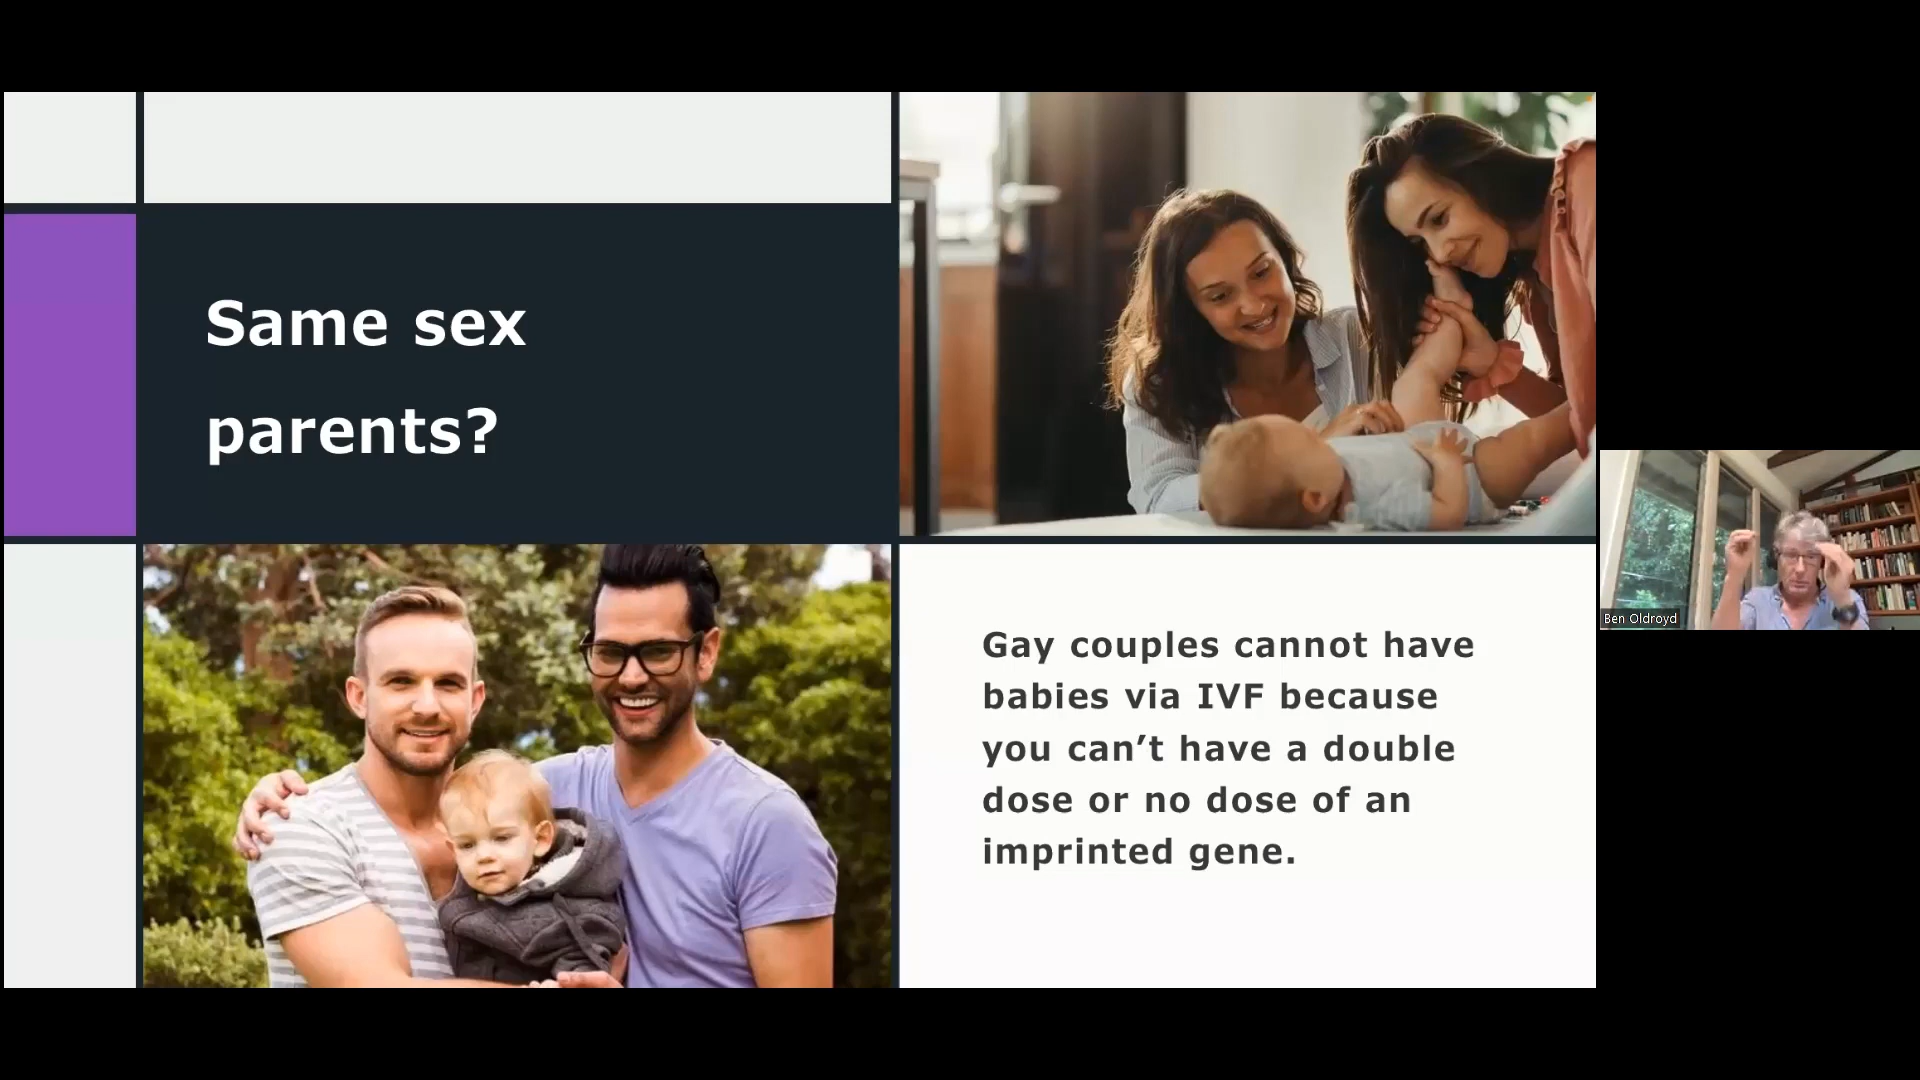 Same sex
parents?
Gay couples cannot have
babies via IVF because
you can’t have a double
dose or no dose of an
imprinted gene.
Ben Oldroyd